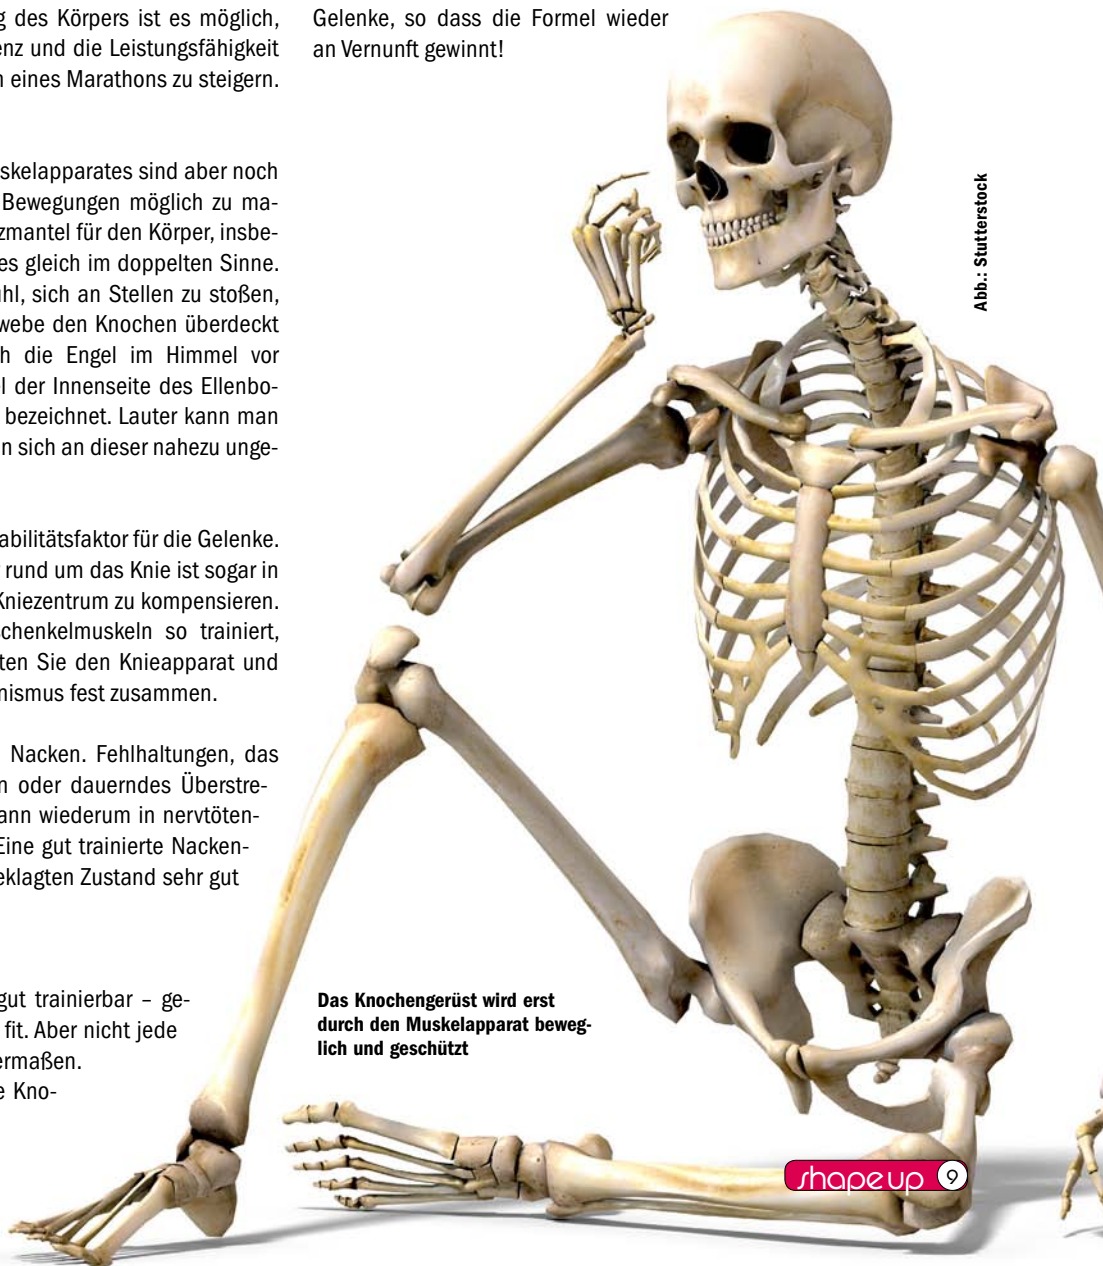 g des Körpers ist es möglich,
enz und die Leistungsfähigkeit
n eines Marathons zu steigern.
skelapparates sind aber noch
Bewegungen möglich zu ma-
zmantel für den Körper, insbe-
es gleich im doppelten Sinne.
ühl, sich an Stellen zu stoßen,
webe den Knochen überdeckt
h die Engel im Himmel vor
el der Innenseite des Ellenbo-
bezeichnet. Lauter kann man
n sich an dieser nahezu unge-
abilitätsfaktor für die Gelenke.
r rund um das Knie ist sogar in
Kniezentrum zu kompensieren.
schenkelmuskeln so trainiert,
ten Sie den Knieapparat und
nismus fest zusammen.
Nacken. Fehlhaltungen, das
n oder dauerndes Überstre-
ann wiederum in nervtöten-
Eine gut trainierte Nacken-
eklagten Zustand sehr gut
gut trainierbar – ge-
fit. Aber nicht jede
ermaßen.
e Kno-
Gelenke, so dass die Formel wieder
an Vernunft gewinnt!
Abb.: Stutterstock
Das Knochengerüst wird erst
durch den Muskelapparat beweg-
lich und geschützt
shape up 9